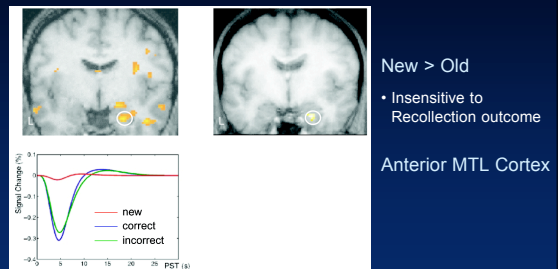 L
L
New > Old
• Insensitive to
Recollection outcome
Anterior MTL Cortex
Signal Change (%)
0.1
0
−0.1
−0.2
−0.3
−0.4
new
correct
incorrect
0 5 10 15 20 25
PST (s)